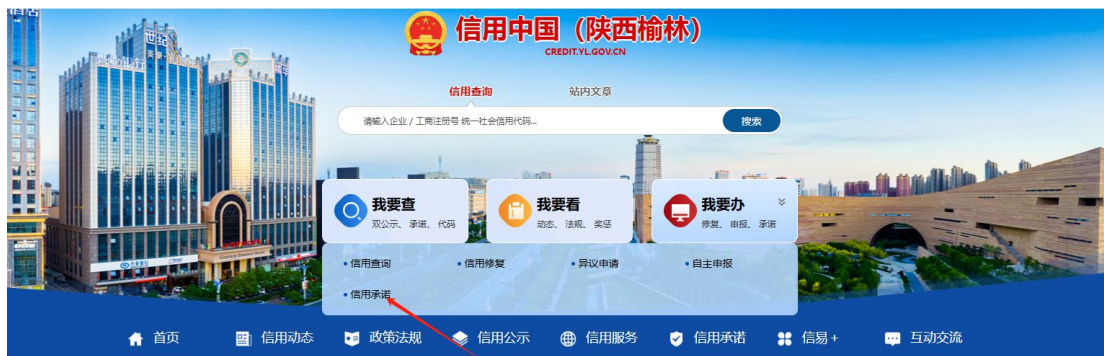 信用中国（陕西榆林）
CREDIT.YL.GOV.CN
信用查询 站内文章
请输入企业 / 工商注册号 统一社会信用代码... 搜索
我要查 我要看 我要办
双公示、承诺、代码 动态、法规、奖惩 修复、申报、承诺
信用查询 信用修复 异议申请 自主申报
信用承诺
首页 信用动态 政策法规 信用公示 信用服务 信用承诺 信易+ 互动交流